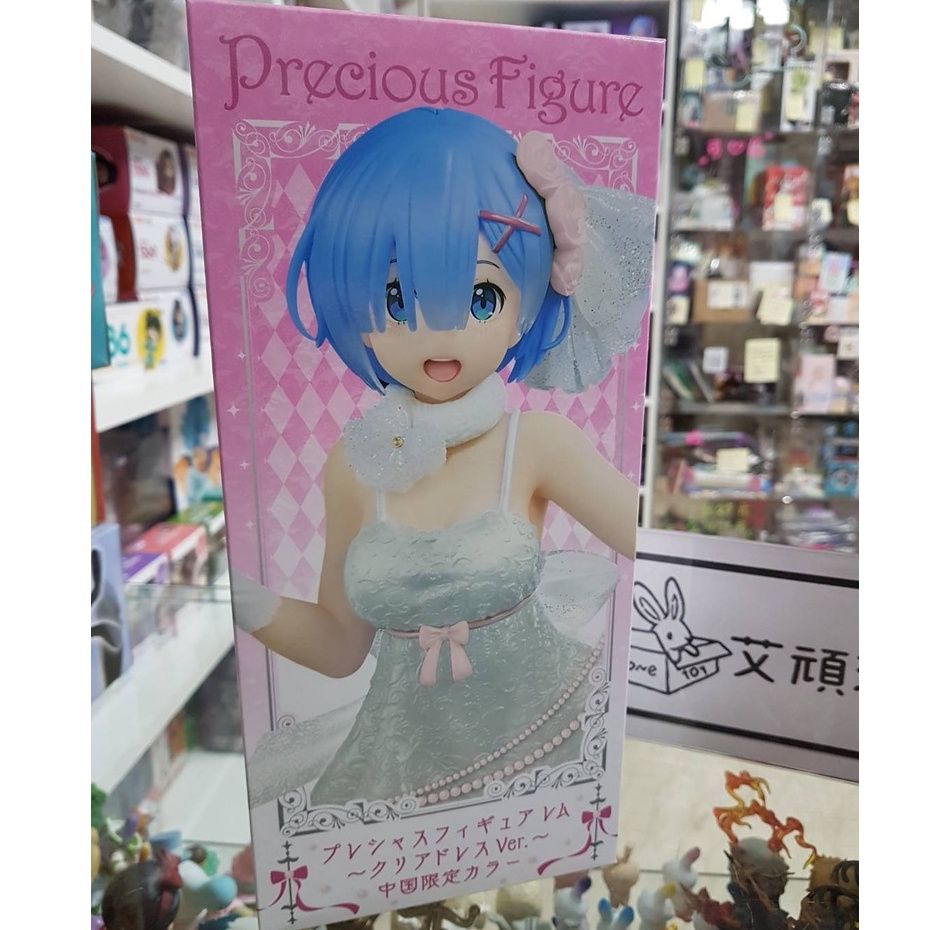 Precious Figure
プレシャスフィギュア レム
～クリアドレスVer.～
中国限定カラー
101
艾頑